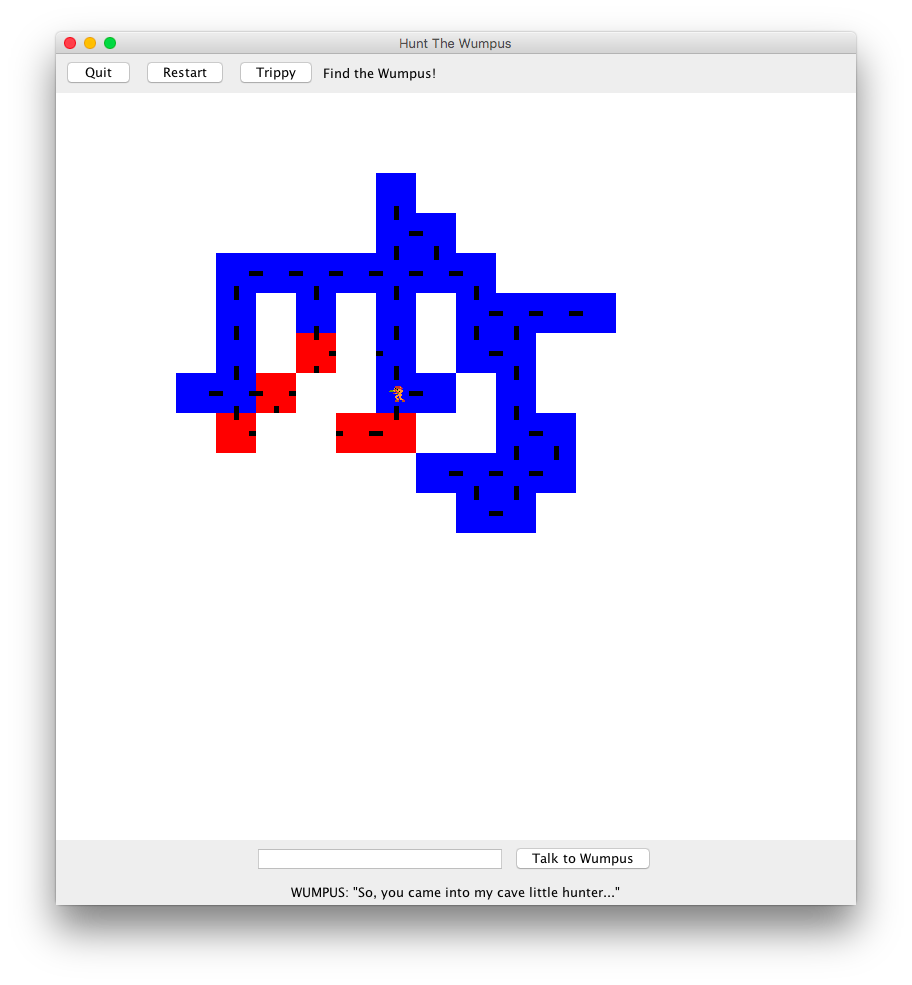 Hunt The Wumpus
Quit Restart Trippy Find the Wumpus!
Talk to Wumpus
WUMPUS: "So, you came into my cave little hunter..."